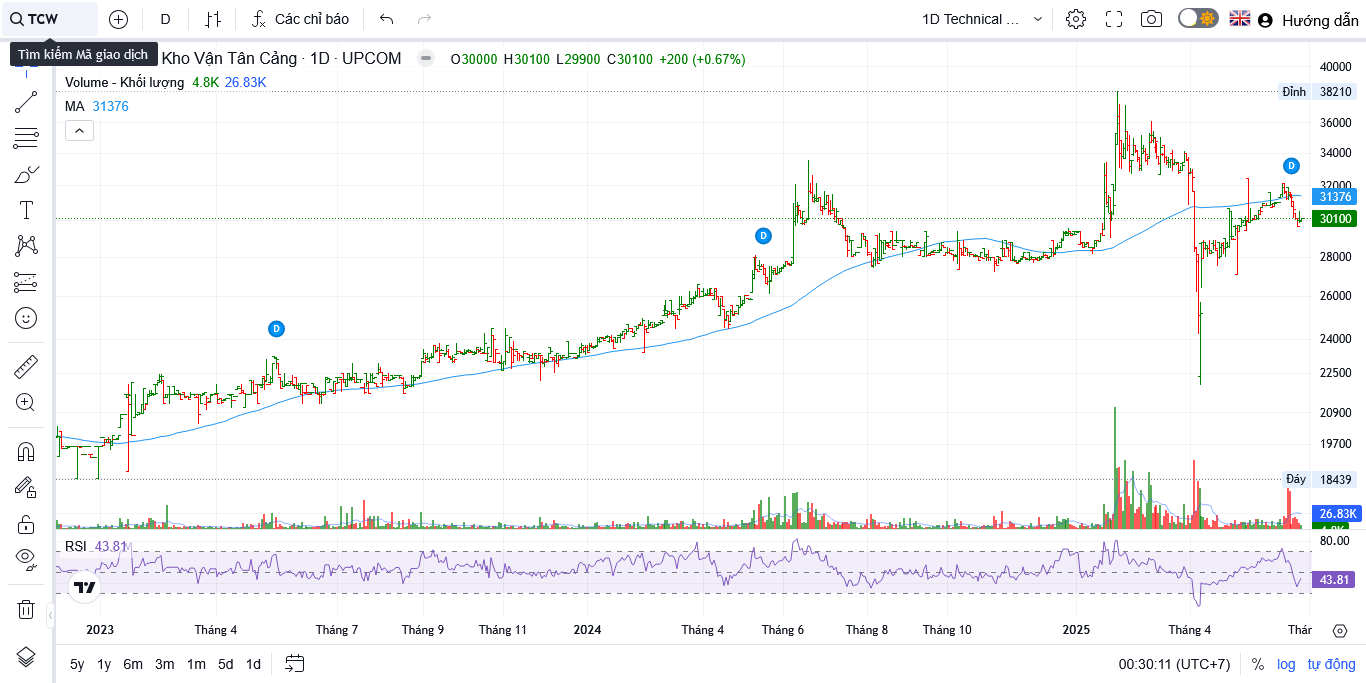 TCW D Các chỉ báo 1D Technical ... Hướng dẫn
Tìm kiếm Mã giao dịch Kho Vận Tân Cảng · 1D · UPCOM O30000 H30100 L29900 C30100 +200 (+0.67%)
Volume - Khối lượng 4.8K 26.83K
MA 31376
40000
Đỉnh 38210
36000
34000
D
32000
31376
30100
D
28000
26000
D
24000
22500
20900
19700
Đáy 18439
26.83K
RSI 43.81
80.00
43.81
2023 Tháng 4 Tháng 7 Tháng 9 Tháng 11 2024 Tháng 4 Tháng 6 Tháng 8 Tháng 10 2025 Tháng 4 Thár
5y 1y 6m 3m 1m 5d 1d 00:30:11 (UTC+7) % log tự động